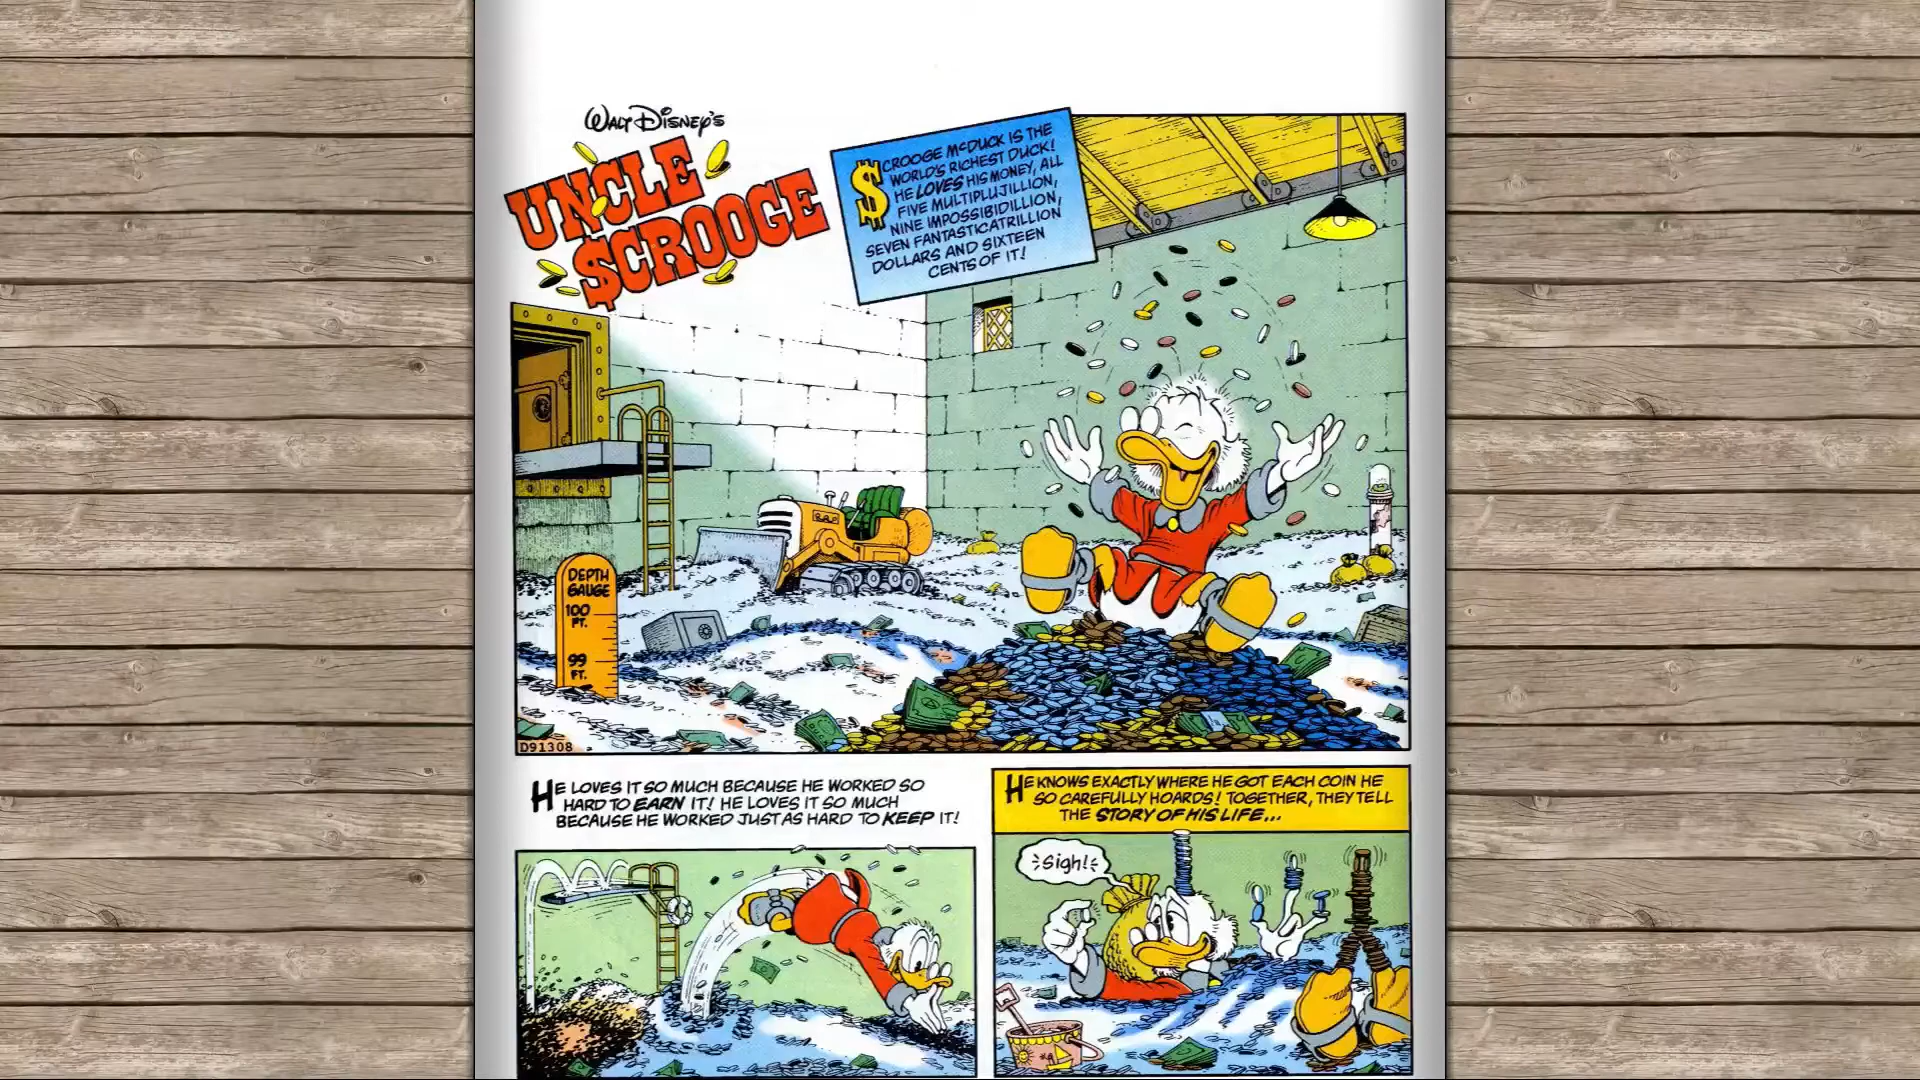 WALT DISNEY'S
UNCLE
$CROOGE
$CROOGE McDUCK IS THE
WORLD'S RICHEST DUCK!
HE LOVES HIS MONEY, ALL
FIVE MULTIPLUJILLION,
NINE IMPOSSIBIDILLION,
SEVEN FANTASTICATRILLION
DOLLARS AND SIXTEEN
CENTS OF IT!
DEPTH
GAUGE
100
FT.
99
FT.
D91308
HE LOVES IT SO MUCH BECAUSE HE WORKED SO
HARD TO EARN IT! HE LOVES IT SO MUCH
BECAUSE HE WORKED JUST AS HARD TO KEEP IT!
HE KNOWS EXACTLY WHERE HE GOT EACH COIN HE
SO CAREFULLY HOARDS! TOGETHER, THEY TELL
THE STORY OF HIS LIFE...
Sigh!